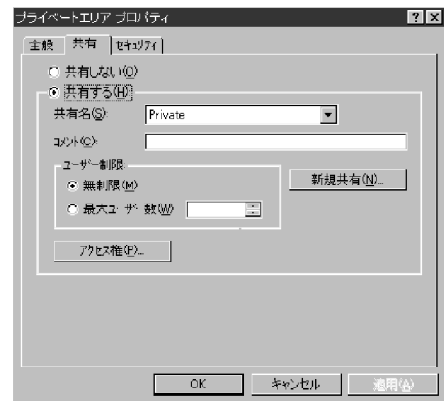 プライベートエリア プロパティ
全般 共有 セキュリティ
共有しない(O)
共有する(H)
共有名(S): Private
コメント(C):
ユーザー制限
無制限(M)
最大ユーザー数(W)
新規共有(N)...
アクセス権(P)...
OK キャンセル 適用(A)